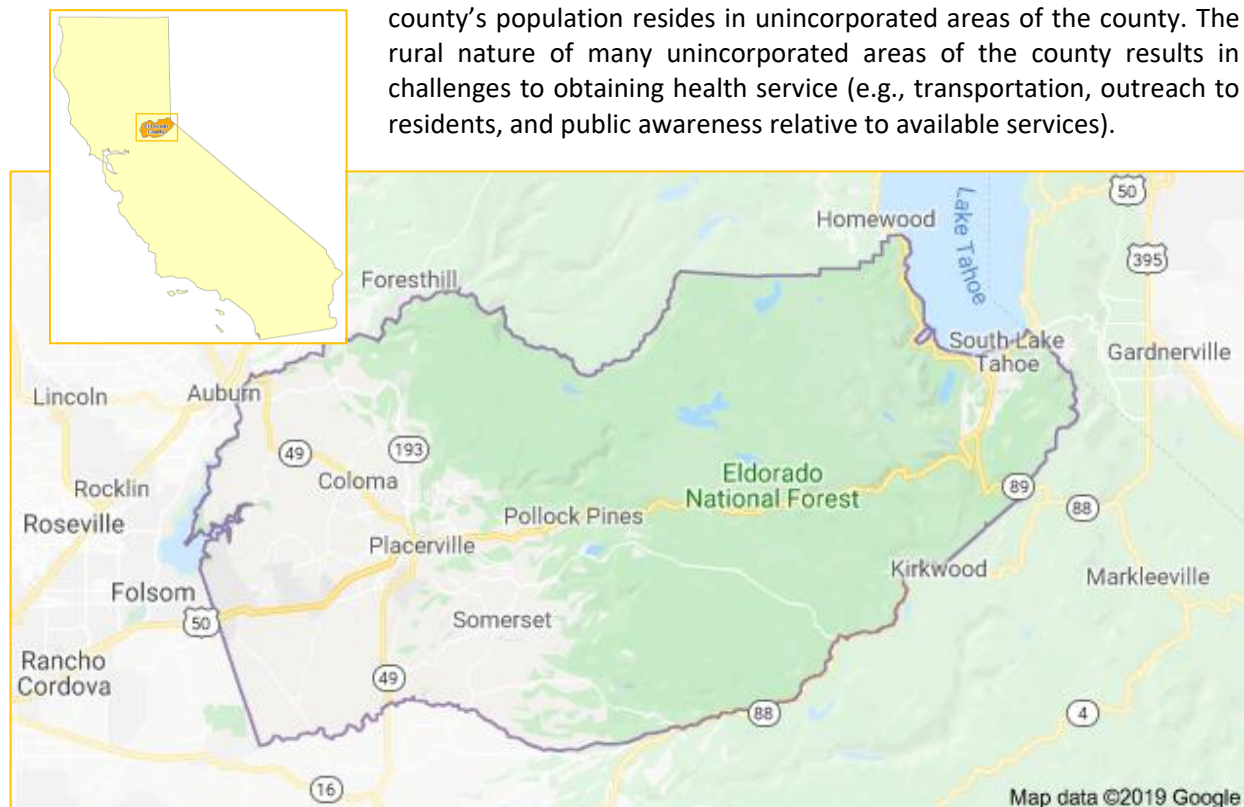 county’s population resides in unincorporated areas of the county. The
rural nature of many unincorporated areas of the county results in
challenges to obtaining health service (e.g., transportation, outreach to
residents, and public awareness relative to available services).
El Dorado
County
Homewood
Lake Tahoe
50
395
Foresthill
South Lake
Tahoe
Gardnerville
Auburn
Lincoln
49
193
Coloma
Rocklin
Roseville
Eldorado
National Forest
89
88
Pollock Pines
Placerville
Kirkwood
Markleeville
Folsom
50
Somerset
Rancho
Cordova
49
88
4
16
Map data ©2019 Google